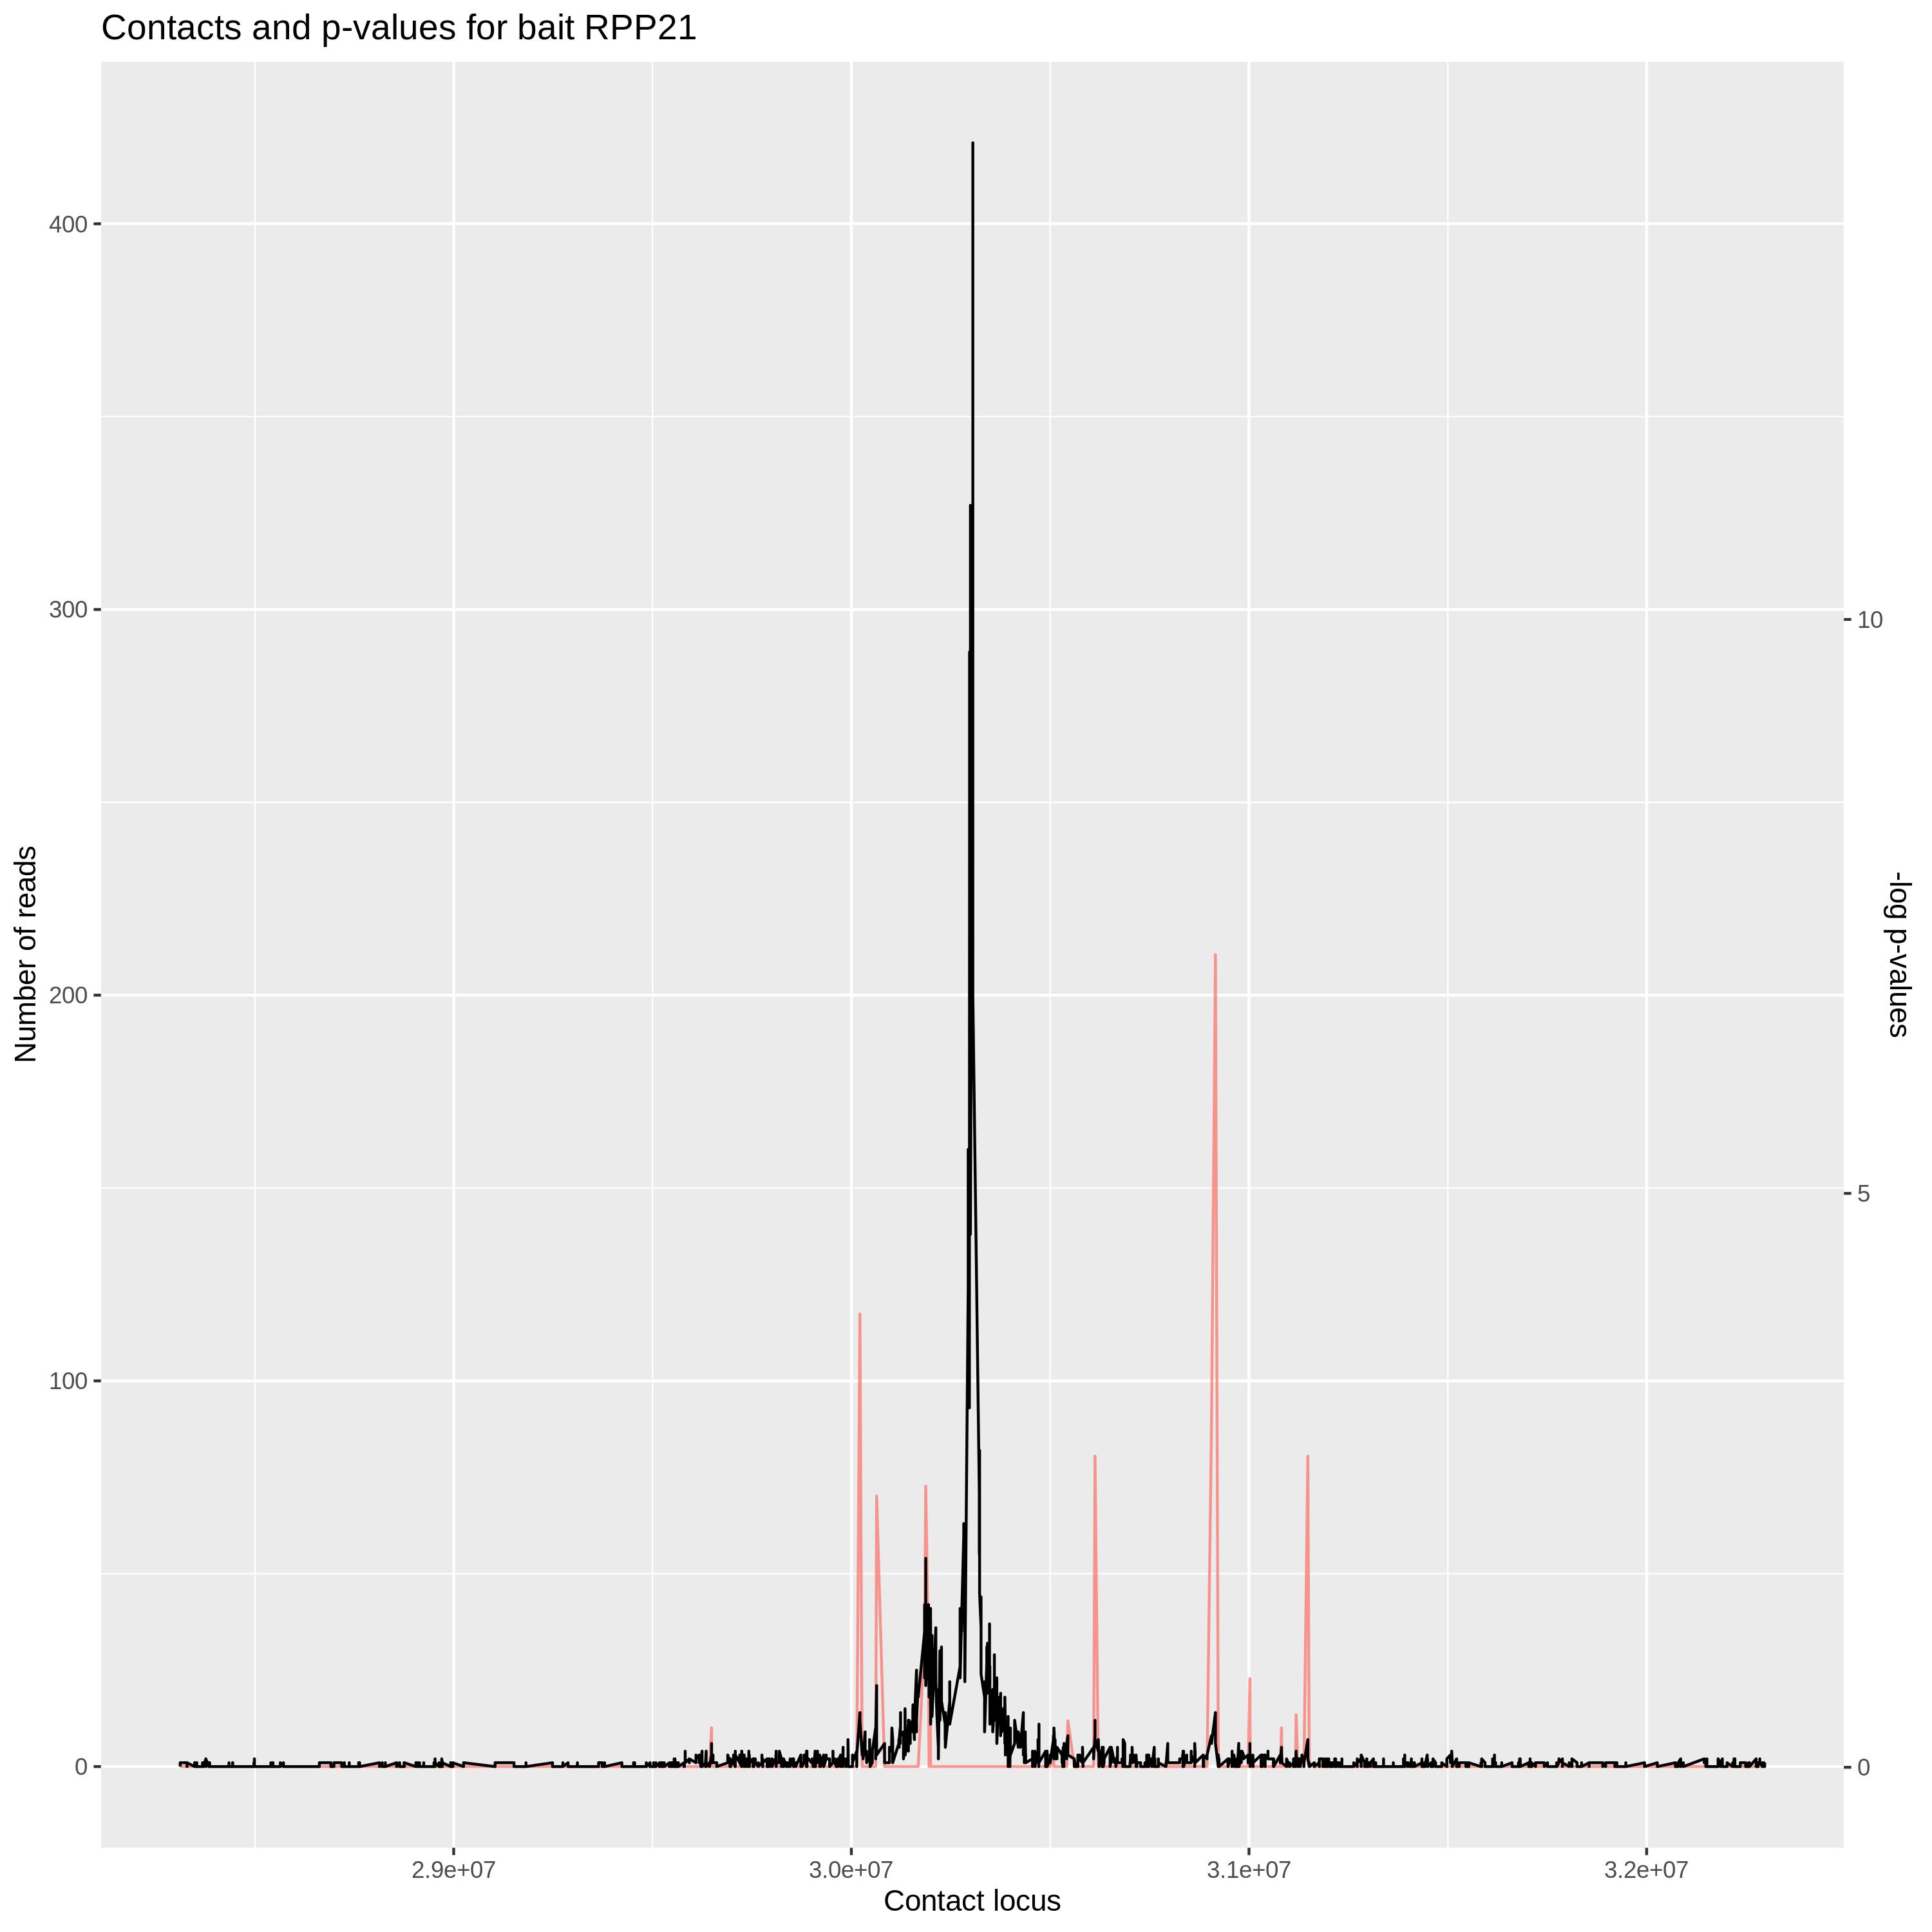 Contacts and p-values for bait RPP21
400
300
200
100
0
Number of reads
10
5
0
-log p-values
2.9e+07 3.0e+07 3.1e+07 3.2e+07
Contact locus